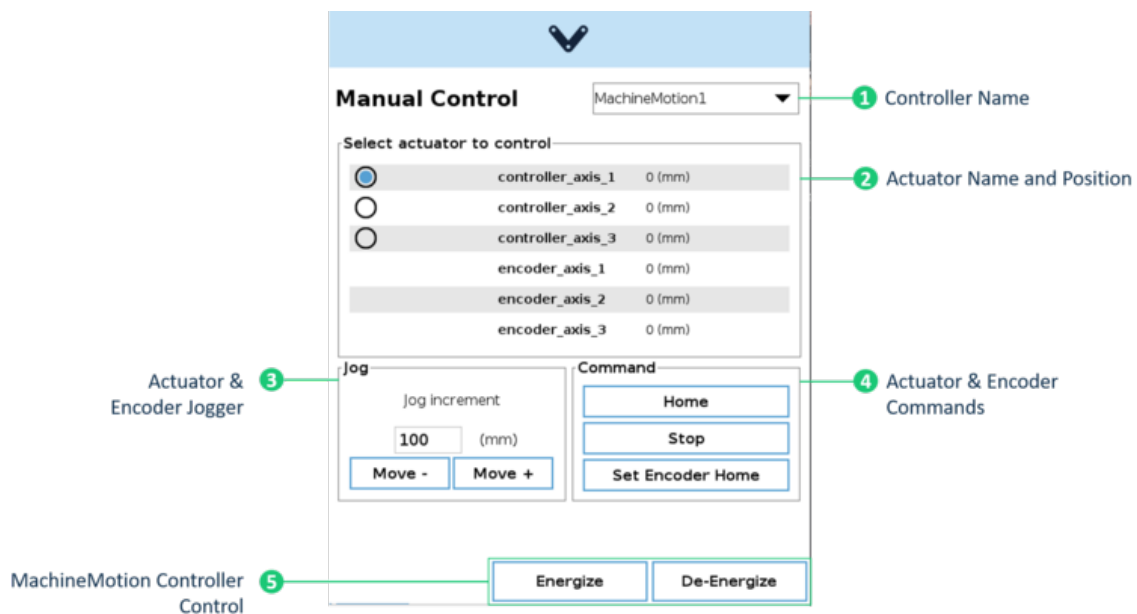 Manual Control
MachineMotion1
1 Controller Name
Select actuator to control
controller_axis_1 0 (mm)
2 Actuator Name and Position
controller_axis_2 0 (mm)
controller_axis_3 0 (mm)
encoder_axis_1 0 (mm)
encoder_axis_2 0 (mm)
encoder_axis_3 0 (mm)
Actuator &
Encoder Jogger
3
Jog
Jog increment
100 (mm)
Move - Move +
Command
Home
Stop
Set Encoder Home
4 Actuator & Encoder
Commands
MachineMotion Controller
Control
5
Energize De-Energize